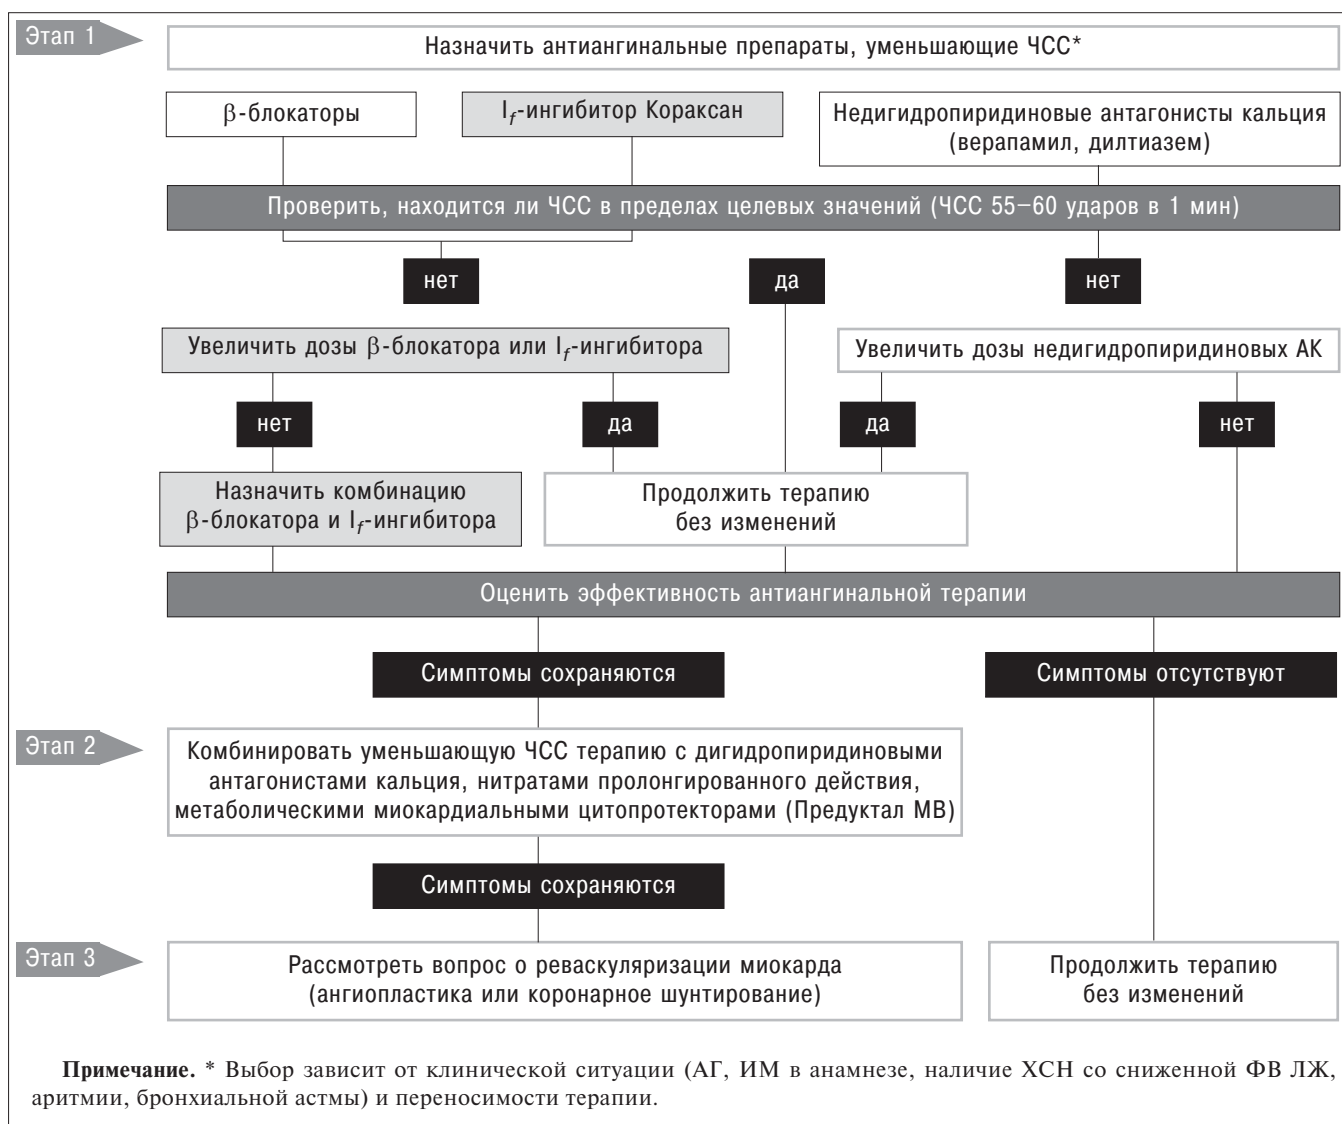 Этап 1
Назначить антиангинальные препараты, уменьшающие ЧСС*
β-блокаторы
If-ингибитор Кораксан
Недигидропиридиновые антагонисты кальция
(верапамил, дилтиазем)
Проверить, находится ли ЧСС в пределах целевых значений (ЧСС 55–60 ударов в 1 мин)
нет
да
нет
Увеличить дозы β-блокатора или If-ингибитора
Увеличить дозы недигидропиридиновых АК
нет
да
да
нет
Назначить комбинацию
β-блокатора и If-ингибитора
Продолжить терапию
без изменений
Оценить эффективность антиангинальной терапии
Симптомы сохраняются
Симптомы отсутствуют
Этап 2
Комбинировать уменьшающую ЧСС терапию с дигидропиридиновыми
антагонистами кальция, нитратами пролонгированного действия,
метаболическими миокардиальными цитопротекторами (Предуктал МВ)
Симптомы сохраняются
Этап 3
Рассмотреть вопрос о реваскуляризации миокарда
(ангиопластика или коронарное шунтирование)
Продолжить терапию
без изменений
Примечание. * Выбор зависит от клинической ситуации (АГ, ИМ в анамнезе, наличие ХСН со сниженной ФВ ЛЖ,
аритмии, бронхиальной астмы) и переносимости терапии.